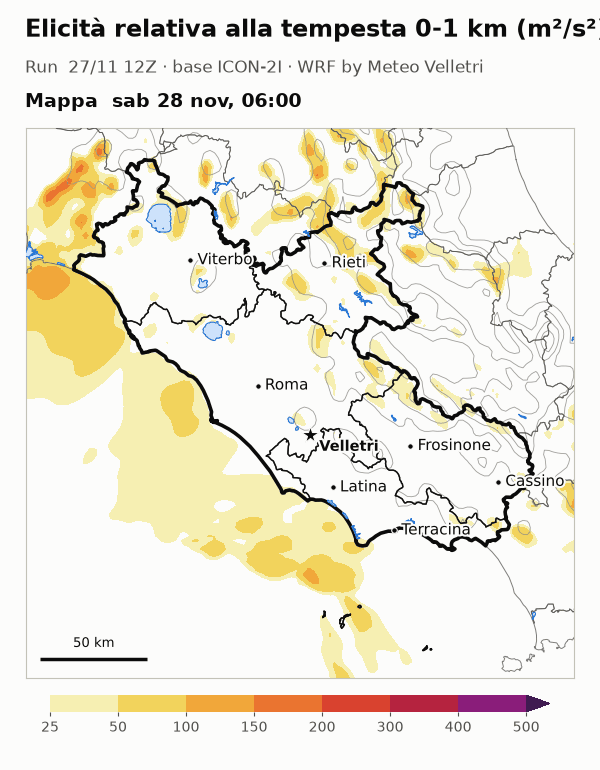 Elicità relativa alla tempesta 0-1 km (m²/s²)
Run 27/11 12Z · base ICON-2I · WRF by Meteo Velletri
Mappa sab 28 nov, 06:00
Viterbo
Rieti
Roma
Velletri
Frosinone
Latina
Cassino
Terracina
50 km
25 50 100 150 200 300 400 500